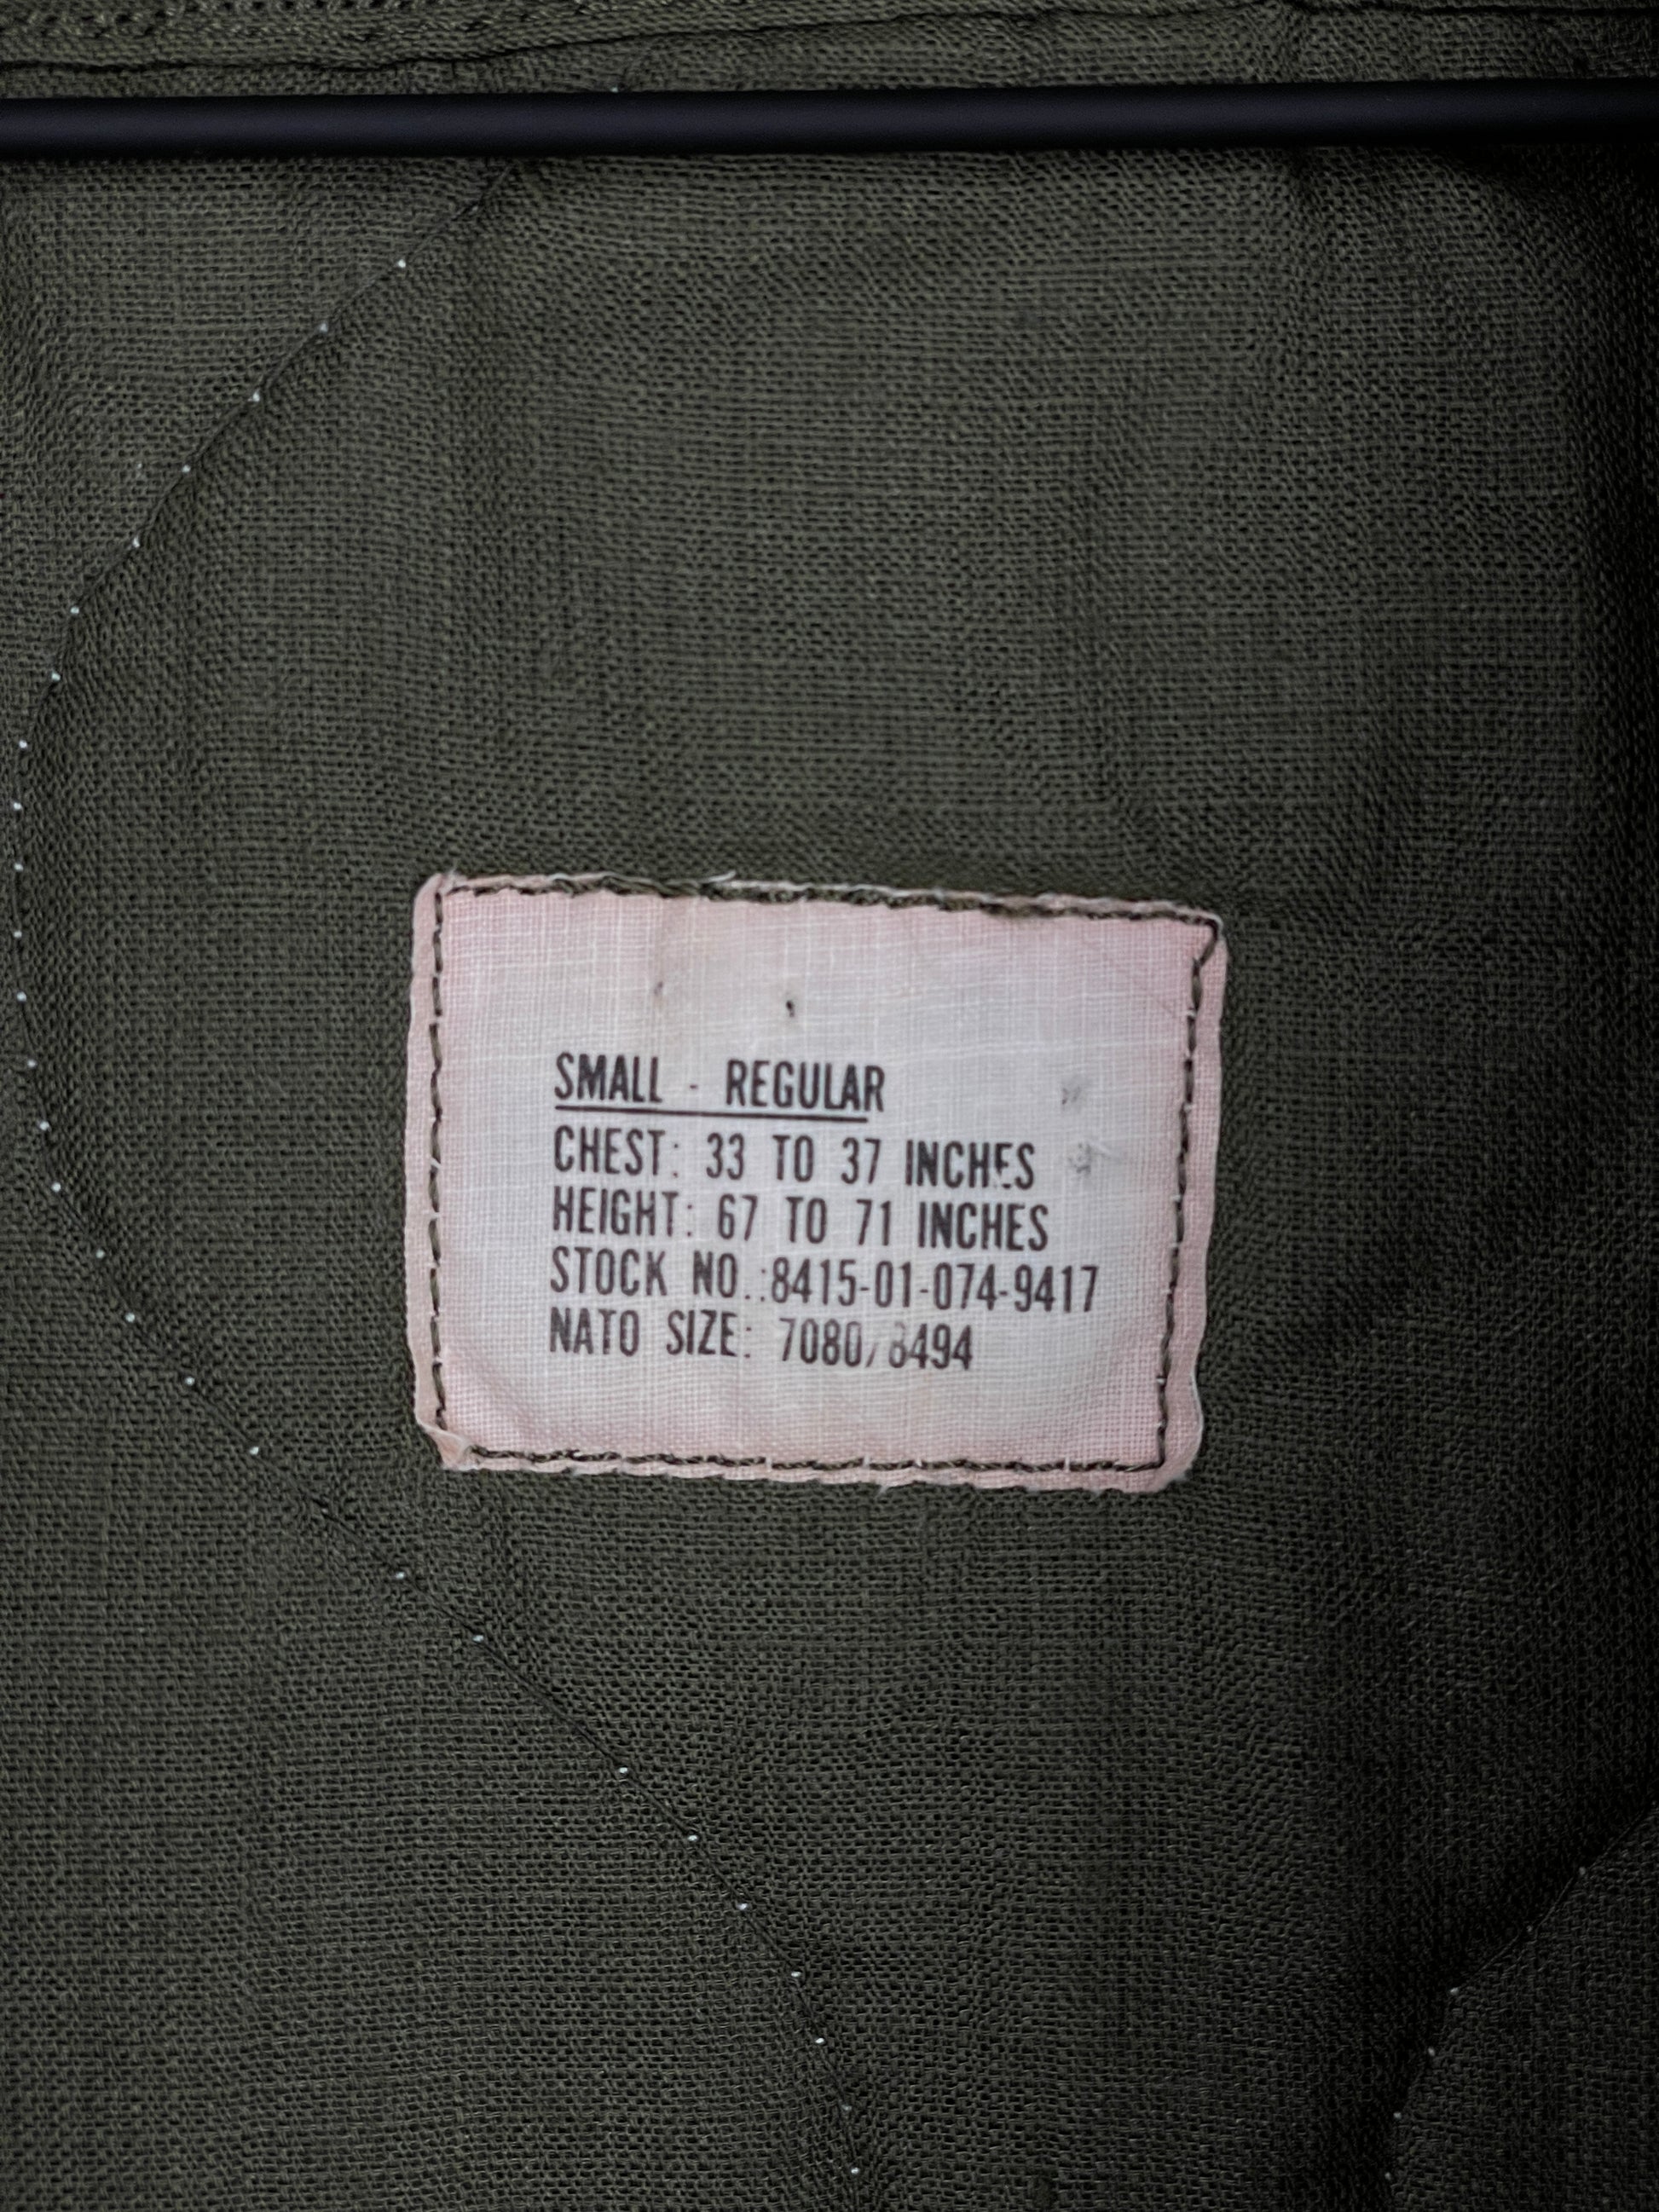 SMALL - REGULAR
CHEST: 33 TO 37 INCHES
HEIGHT: 67 TO 71 INCHES
STOCK NO.:8415-01-074-9417
NATO SIZE: 7080/8494